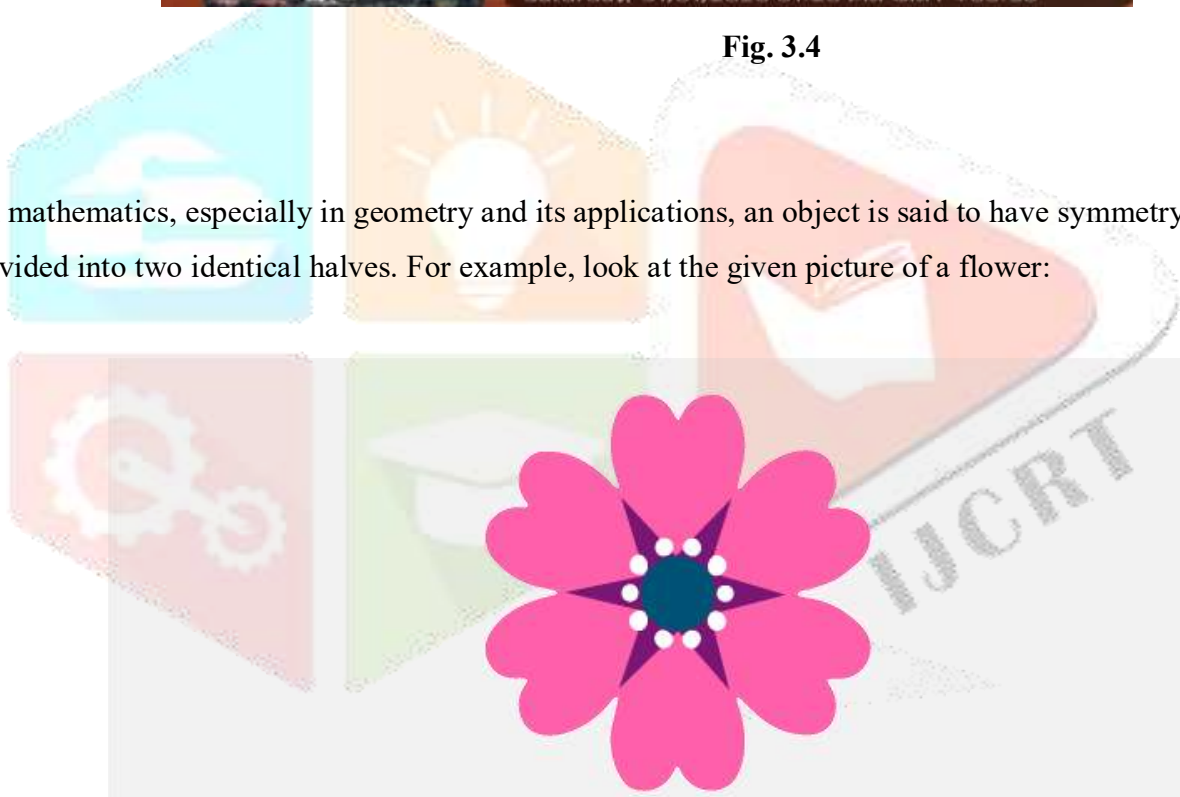 Fig. 3.4
mathematics, especially in geometry and its applications, an object is said to have symmetry
vided into two identical halves. For example, look at the given picture of a flower:
IJCRT